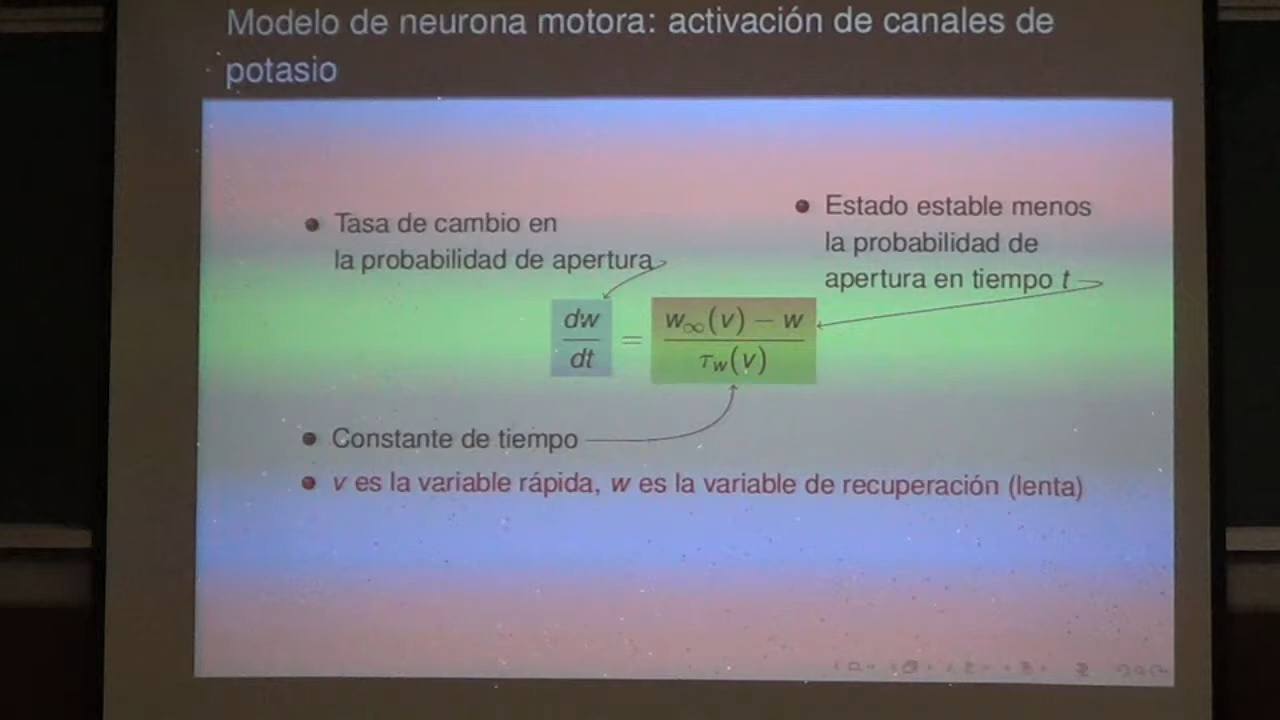 Modelo de neurona motora: activación de canales de
potasio
Tasa de cambio en
la probabilidad de apertura
Estado estable menos
la probabilidad de
apertura en tiempo t
dw/dt = (w∞(v) − w)/τw(v)
Constante de tiempo
v es la variable rápida, w es la variable de recuperación (lenta)